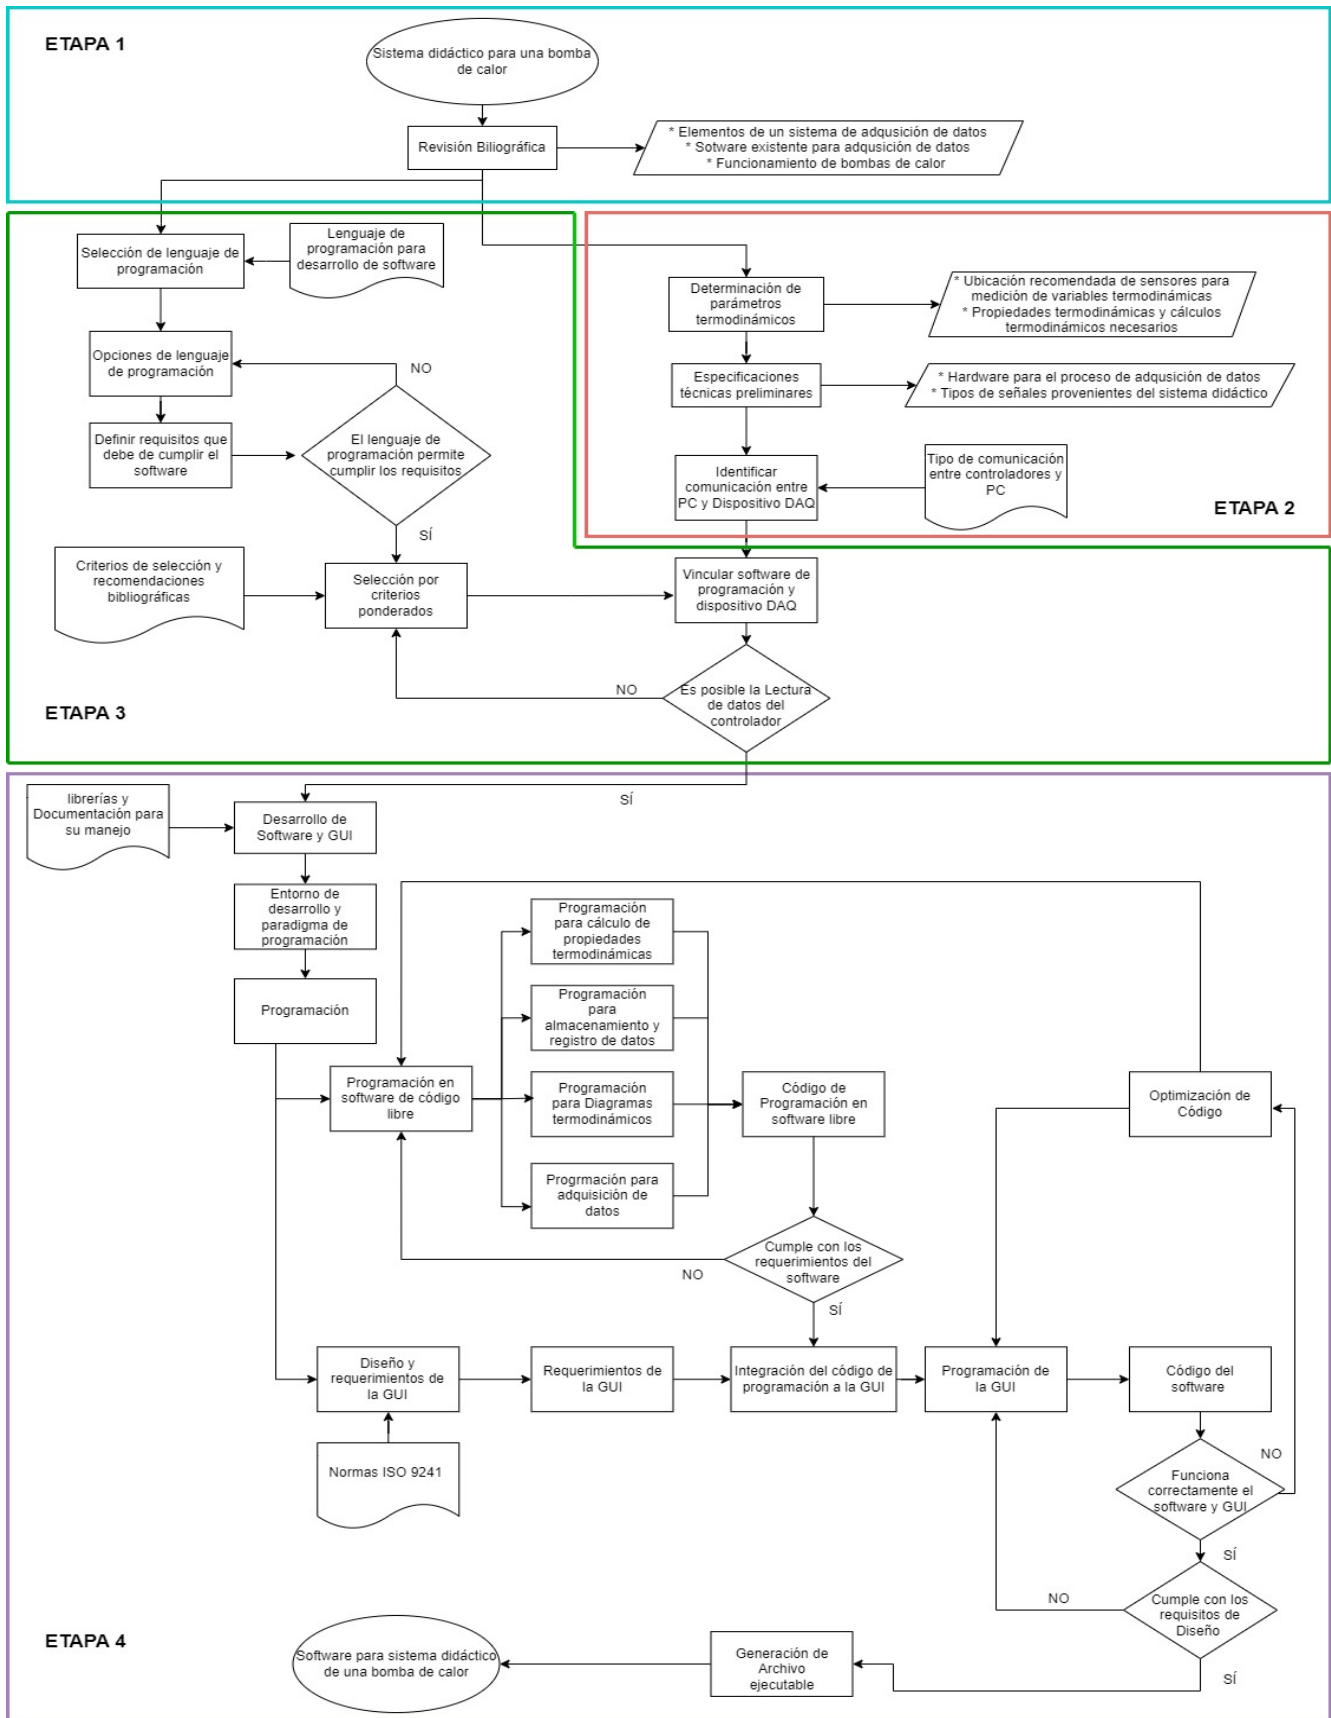 ETAPA 1
Sistema didáctico para una bomba
de calor
Revisión Biliográfica
* Elementos de un sistema de adqusición de datos
* Sotware existente para adqusición de datos
* Funcionamiento de bombas de calor
Selección de lenguaje de
programación
Lenguaje de
programación para
desarrollo de software
Opciones de lenguaje
de programación
NO
Definir requisitos que
debe de cumplir el
software
El lenguaje de
programación permite
cumplir los requisitos
SÍ
Criterios de selección y
recomendaciones
bibliográficas
Selección por
criterios
ponderados
Determinación de
parámetros
termodinámicos
* Ubicación recomendada de sensores para
medición de variables termodinámicas
* Propiedades termodinámicas y cálculos
termodinámicos necesarios
Especificaciones
técnicas preliminares
* Hardware para el proceso de adqusición de datos
* Tipos de señales provenientes del sistema didáctico
Identificar
comunicación entre
PC y Dispositivo DAQ
Tipo de comunicación
entre controladores y
PC
ETAPA 2
Vincular software de
programación y
dispositivo DAQ
NO
Es posible la Lectura
de datos del
controlador
ETAPA 3
SÍ
librerías y
Documentación para
su manejo
Desarrollo de
Software y GUI
Entorno de
desarrollo y
paradigma de
programación
Programación
Programación en
software de código
libre
Programación
para cálculo de
propiedades
termodinámicas
Programación
para
almacenamiento y
registro de datos
Programación
para Diagramas
termodinámicos
Progrmación para
adquisición de
datos
Código de
Programación en
software libre
Optimización de
Código
Cumple con los
requerimientos del
software
NO
SÍ
Diseño y
requerimientos de
la GUI
Requerimientos de
la GUI
Integración del código de
programación a la GUI
Programación de
la GUI
Código del
software
Normas ISO 9241
NO
Funciona
correctamente el
software y GUI
SÍ
NO
Cumple con los
requisitos de
Diseño
SÍ
ETAPA 4
Software para sistema didáctico
de una bomba de calor
Generación de
Archivo
ejecutable